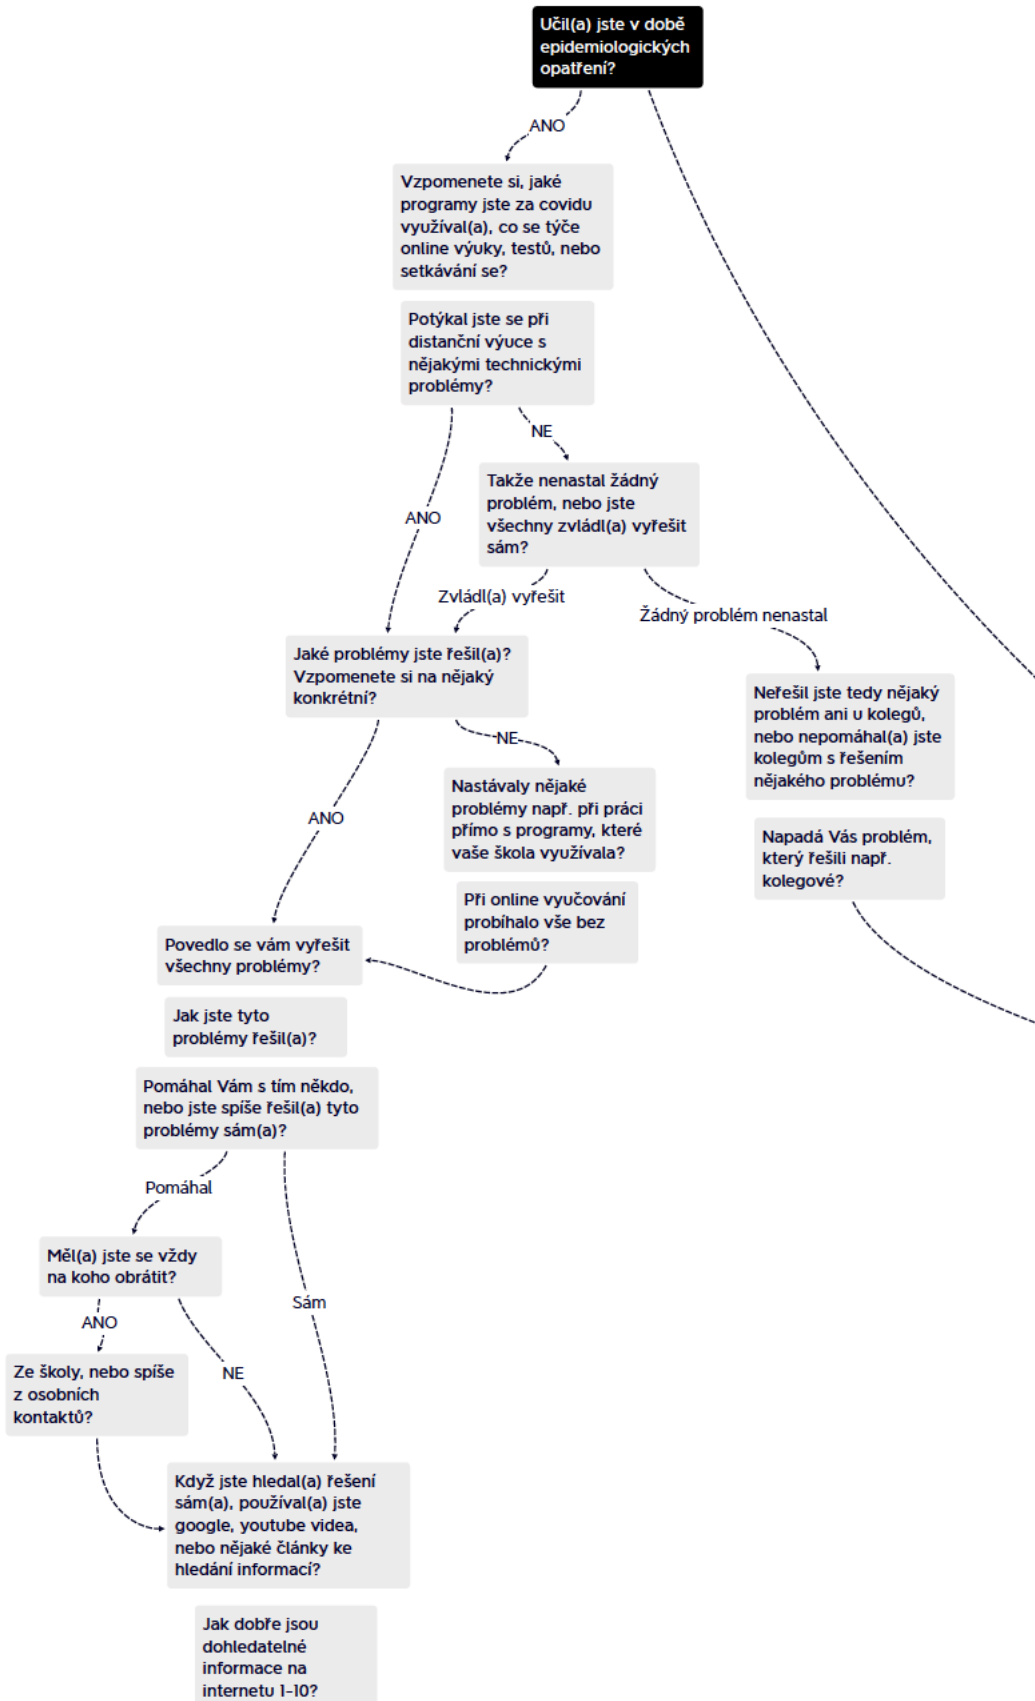 Učil(a) jste v době
epidemiologických
opatření?
ANO
Vzpomenete si, jaké
programy jste za covidu
využíval(a), co se týče
online výuky, testů, nebo
setkávání se?
Potýkal jste se při
distanční výuce s
nějakými technickými
problémy?
NE
ANO
Takže nenastal žádný
problém, nebo jste
všechny zvládl(a) vyřešit
sám?
Zvládl(a) vyřešit
Žádný problém nenastal
Jaké problémy jste řešil(a)?
Vzpomenete si na nějaký
konkrétní?
Neřešil jste tedy nějaký
problém ani u kolegů,
nebo nepomáhal(a) jste
kolegům s řešením
nějakého problému?
NE
ANO
Nastávaly nějaké
problémy např. při práci
přímo s programy, které
vaše škola využívala?
Napadá Vás problém,
který řešili např.
kolegové?
Při online vyučování
probíhalo vše bez
problémů?
Povedlo se vám vyřešit
všechny problémy?
Jak jste tyto
problémy řešil(a)?
Pomáhal Vám s tím někdo,
nebo jste spíše řešil(a) tyto
problémy sám(a)?
Pomáhal
Sám
Měl(a) jste se vždy
na koho obrátit?
ANO
NE
Ze školy, nebo spíše
z osobních
kontaktů?
Když jste hledal(a) řešení
sám(a), používal(a) jste
google, youtube videa,
nebo nějaké články ke
hledání informací?
Jak dobře jsou
dohledatelné
informace na
internetu 1-10?